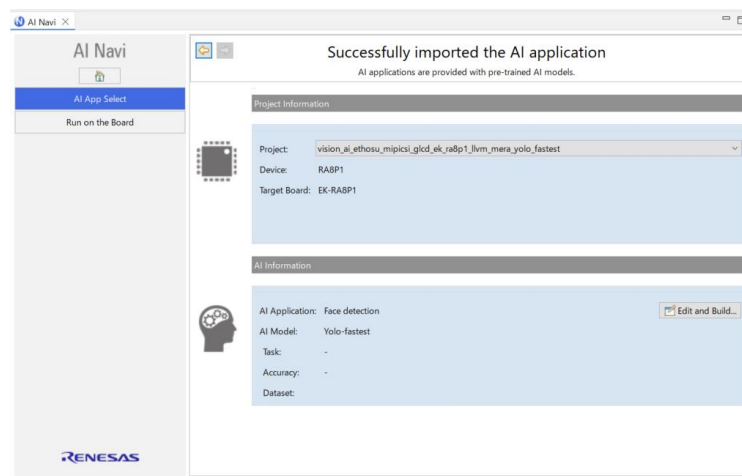 AI Navi
AI Navi
AI App Select
Run on the Board
RENESAS
Successfully imported the AI application
AI applications are provided with pre-trained AI models.
Project Information
Project: vision_ai_ethosu_mipicsi_glcd_ek_ra8p1_llvm_mera_yolo_fastest
Device: RA8P1
Target Board: EK-RA8P1
AI Information
AI Application: Face detection
Edit and Build...
AI Model: Yolo-fastest
Task: -
Accuracy: -
Dataset: